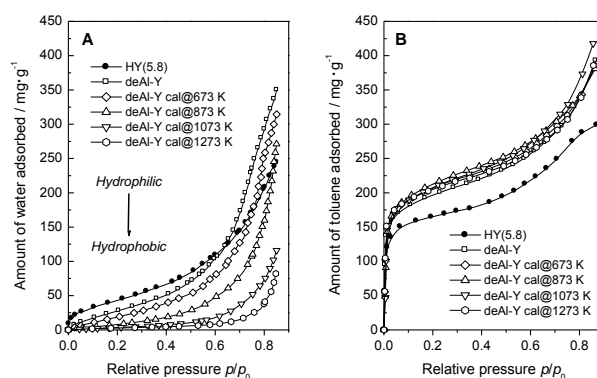 A
HY(5.8)
deAl-Y
deAl-Y cal@673 K
deAl-Y cal@873 K
deAl-Y cal@1073 K
deAl-Y cal@1273 K
Hydrophilic
Hydrophobic
Amount of water adsorbed / mg·g-1
450
400
350
300
250
200
150
100
50
0
0.0 0.2 0.4 0.6 0.8
Relative pressure p/p0
B
HY(5.8)
deAl-Y
deAl-Y cal@673 K
deAl-Y cal@873 K
deAl-Y cal@1073 K
deAl-Y cal@1273 K
Amount of toluene adsorbed / mg·g-1
450
400
350
300
250
200
150
100
50
0
0.0 0.2 0.4 0.6 0.8
Relative pressure p/p0